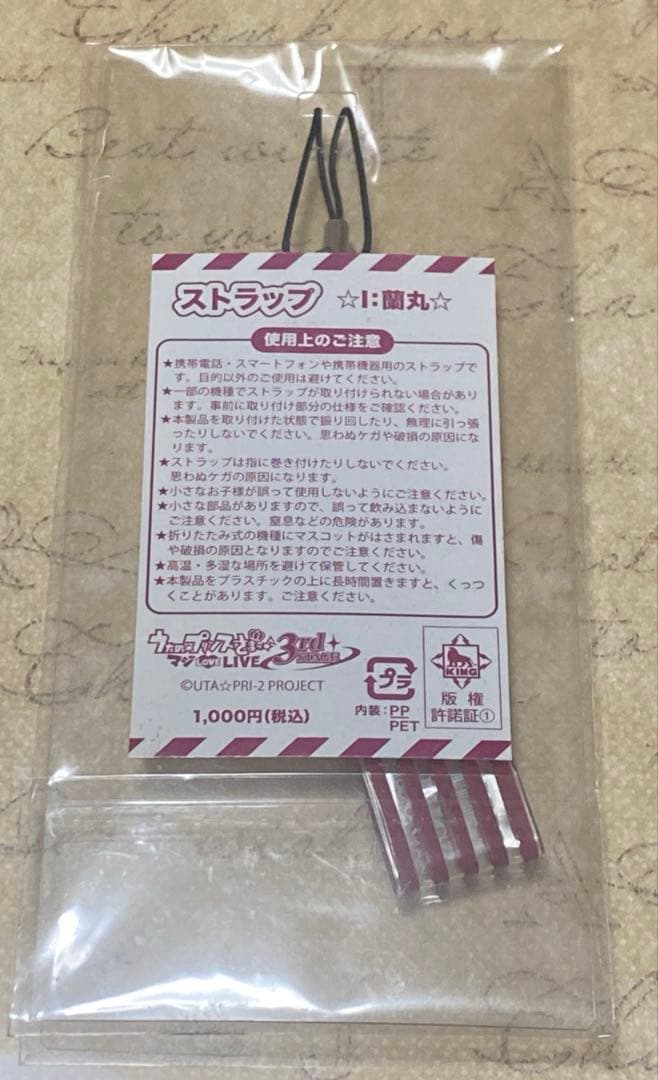 thank you
Best wishes
to you
ストラップ ☆I:蘭丸☆
使用上のご注意
★携帯電話・スマートフォンや携帯機器用のストラップで
す。目的以外のご使用は避けてください。
★一部の機種でストラップが取り付けられない場合があり
ます。事前に取り付け部分の仕様をご確認ください。
★本製品を取り付けた状態で振り回したり、無理に引っ張
ったりしないでください。思わぬケガや破損の原因にな
ります。
★ストラップは指に巻き付けたりしないでください。
思わぬケガの原因になります。
★小さなお子様が誤って使用しないようにご注意ください。
★小さな部品がありますので、誤って飲み込まないように
ご注意ください。窒息などの危険があります。
★折りたたみ式の機種にマスコットがはさまれますと、傷
や破損の原因となりますのでご注意ください。
★高温・多湿な場所を避けて保管してください。
★本製品をプラスチックの上に長時間置きますと、くっつ
くことがあります。ご注意ください。
うたの☆プリンスさまっ♪
マジLOVELIVE 3rd STAGE
©UTA☆PRI-2 PROJECT
1,000円(税込)
プラ
内装:PP
PET
KING
版権
許諾証①